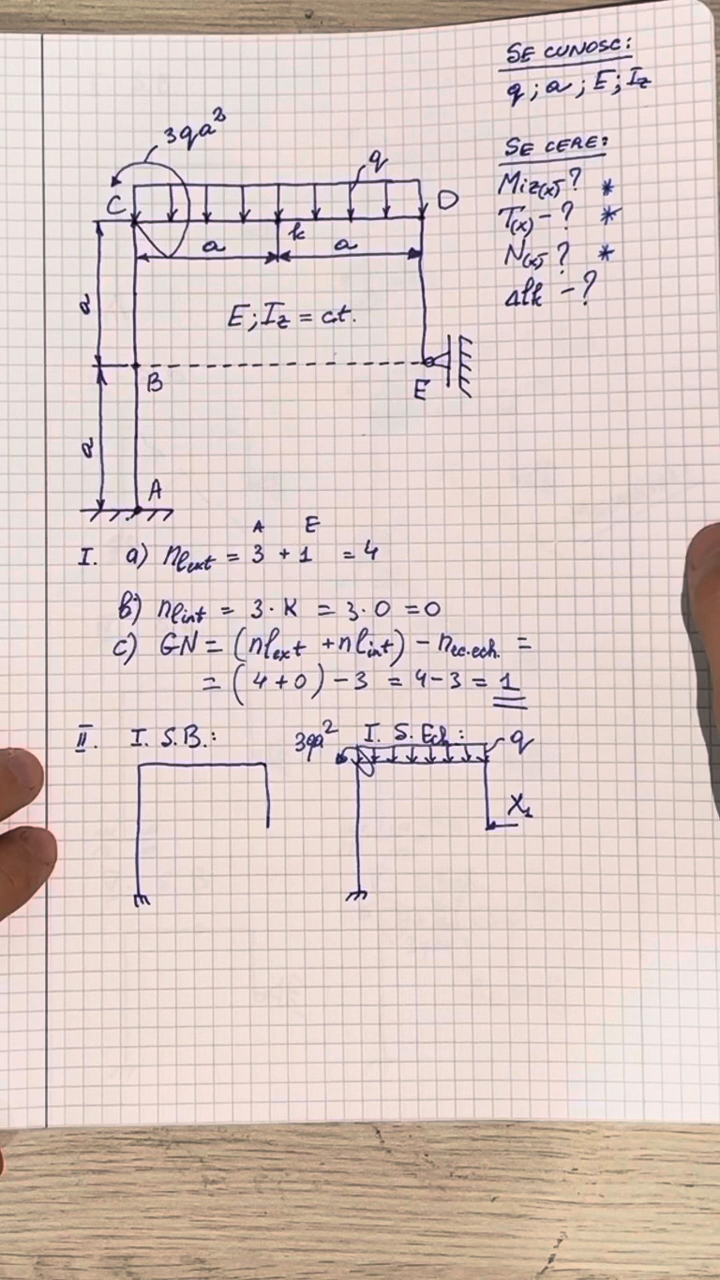 SE CUNOSC:
q ; a ; E ; Iz
3qa²
SE CERE:
q
Miz(x)? *
C
D
T(x) - ? *
k
N(x)? *
a
a
Δfk - ?
a
E ; Iz = ct.
B
E
a
A
A E
I. a) nlext = 3 + 1 = 4
b) nlint = 3 · K = 3 · 0 = 0
c) GN = (nlext + nlint) - nec.ech. =
= (4+0) - 3 = 4 - 3 = 1
II. I. S.B.: 3qa² I. S. Ech.: q
X₁